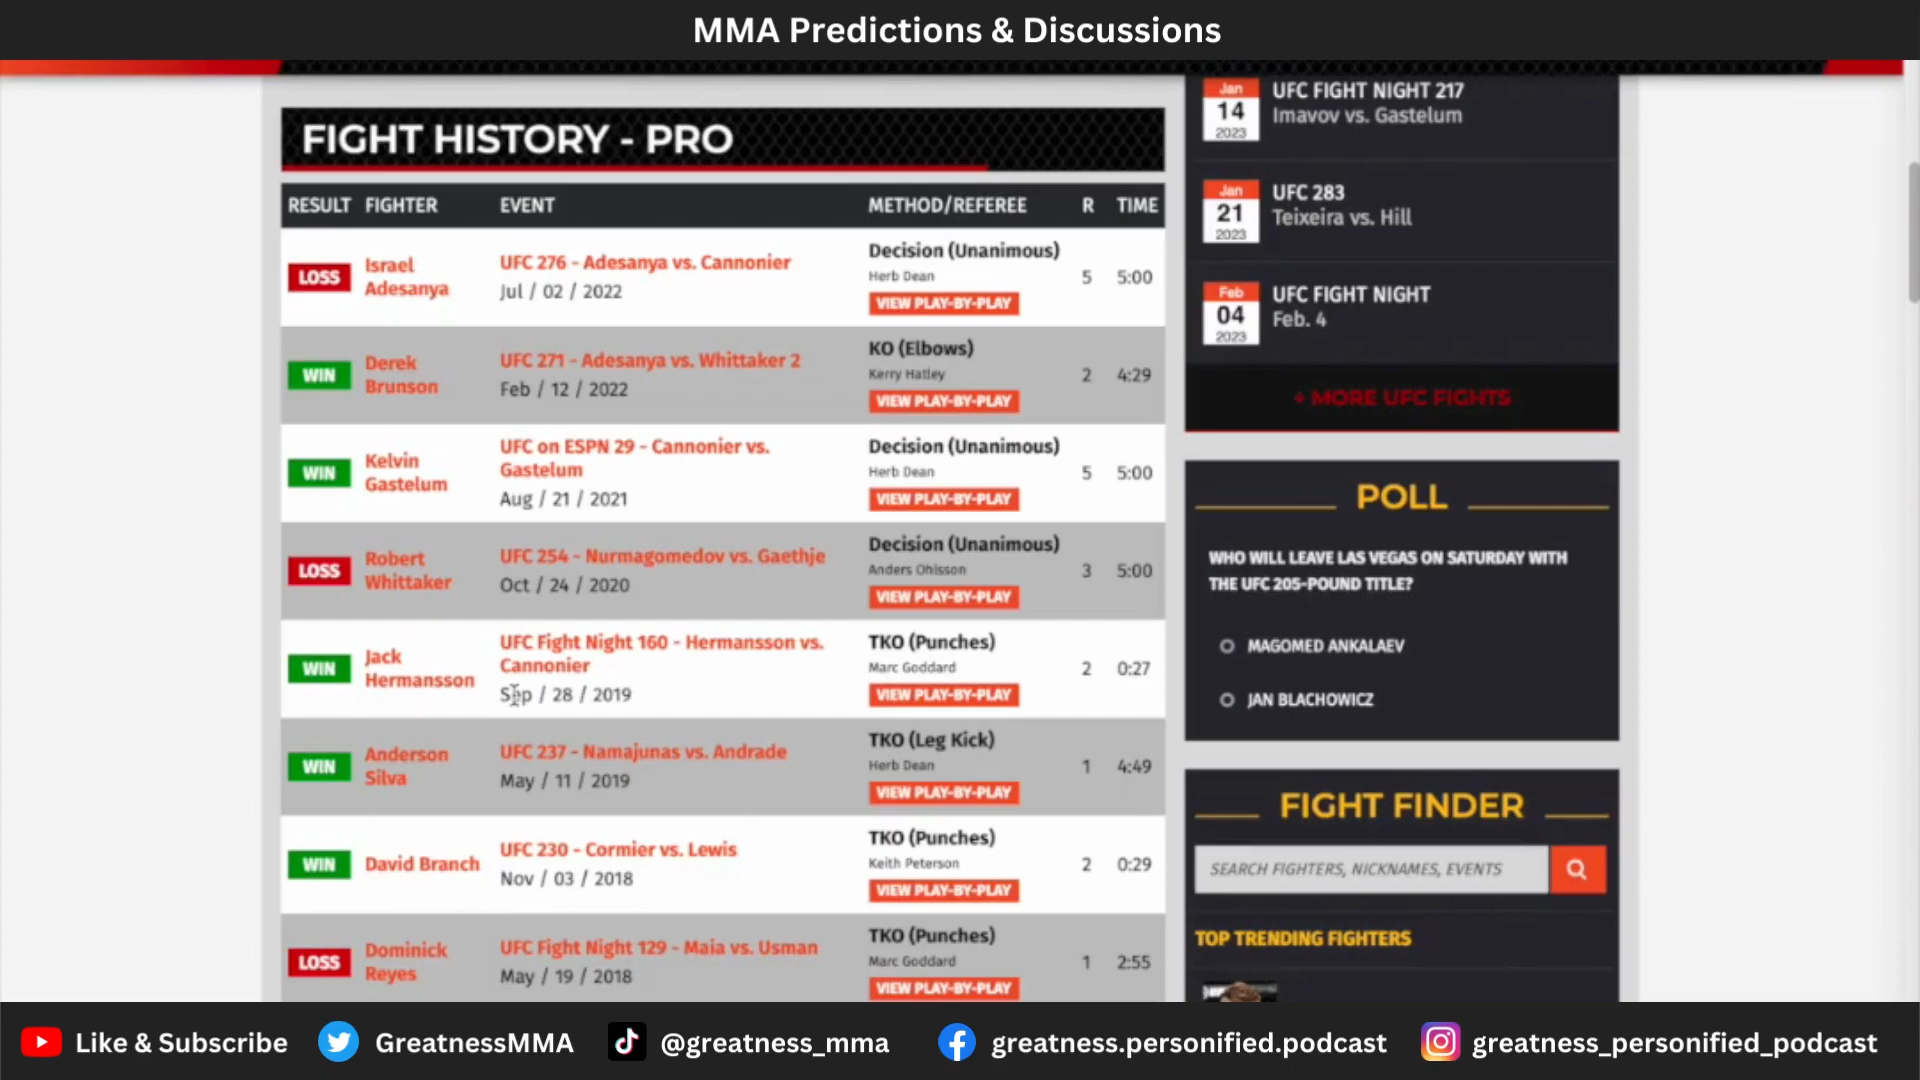 MMA Predictions & Discussions
FIGHT HISTORY - PRO
RESULT FIGHTER EVENT METHOD/REFEREE R TIME
LOSS Israel Adesanya UFC 276 - Adesanya vs. Cannonier Jul / 02 / 2022 Decision (Unanimous) Herb Dean VIEW PLAY-BY-PLAY 5 5:00
WIN Derek Brunson UFC 271 - Adesanya vs. Whittaker 2 Feb / 12 / 2022 KO (Elbows) Kerry Hatley VIEW PLAY-BY-PLAY 2 4:29
WIN Kelvin Gastelum UFC on ESPN 29 - Cannonier vs. Gastelum Aug / 21 / 2021 Decision (Unanimous) Herb Dean VIEW PLAY-BY-PLAY 5 5:00
LOSS Robert Whittaker UFC 254 - Nurmagomedov vs. Gaethje Oct / 24 / 2020 Decision (Unanimous) Anders Ohlsson VIEW PLAY-BY-PLAY 3 5:00
WIN Jack Hermansson UFC Fight Night 160 - Hermansson vs. Cannonier Sep / 28 / 2019 TKO (Punches) Marc Goddard VIEW PLAY-BY-PLAY 2 0:27
WIN Anderson Silva UFC 237 - Namajunas vs. Andrade May / 11 / 2019 TKO (Leg Kick) Herb Dean VIEW PLAY-BY-PLAY 1 4:49
WIN David Branch UFC 230 - Cormier vs. Lewis Nov / 03 / 2018 TKO (Punches) Keith Peterson VIEW PLAY-BY-PLAY 2 0:29
LOSS Dominick Reyes UFC Fight Night 129 - Maia vs. Usman May / 19 / 2018 TKO (Punches) Marc Goddard VIEW PLAY-BY-PLAY 1 2:55
Jan 14 2023 UFC FIGHT NIGHT 217
Imavov vs. Gastelum
Jan 21 2023 UFC 283
Teixeira vs. Hill
Feb 04 2023 UFC FIGHT NIGHT
Feb. 4
+ MORE UFC FIGHTS
POLL
WHO WILL LEAVE LAS VEGAS ON SATURDAY WITH
THE UFC 205-POUND TITLE?
MAGOMED ANKALAEV
JAN BLACHOWICZ
FIGHT FINDER
SEARCH FIGHTERS, NICKNAMES, EVENTS
TOP TRENDING FIGHTERS
Like & Subscribe GreatnessMMA @greatness_mma greatness.personified.podcast greatness_personified_podcast